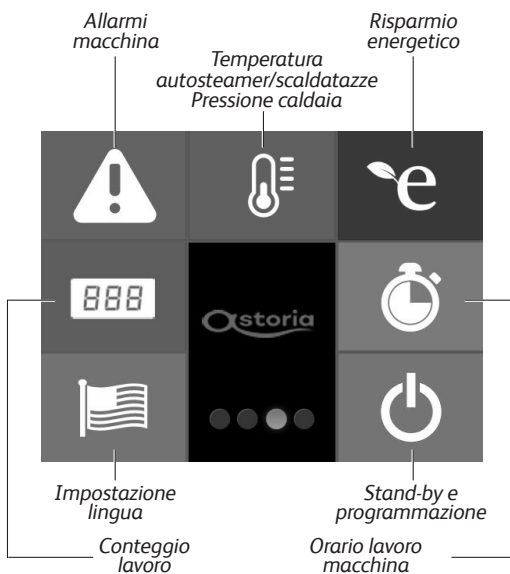 Allarmi
macchina
Temperatura
autosteamer/scaldatazze
Pressione caldaia
Risparmio
energetico
e
888
astoria
Impostazione
lingua
Stand-by e
programmazione
Conteggio
lavoro
Orario lavoro
macchina